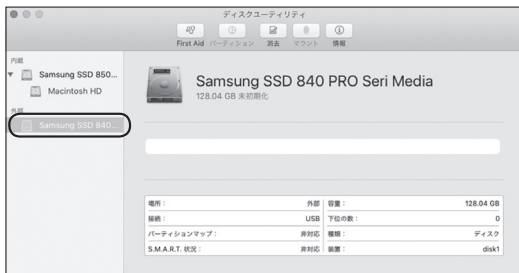 ディスクユーティリティ
First Aid パーティション 消去 マウント 情報
内蔵
Samsung SSD 850...
Macintosh HD
外部
Samsung SSD 840...
Samsung SSD 840 PRO Seri Media
128.04 GB 未初期化
場所： 外部 容量： 128.04 GB
接続： USB 下位の数： 0
パーティションマップ： 非対応 種類： ディスク
S.M.A.R.T. 状況： 非対応 装置： disk1